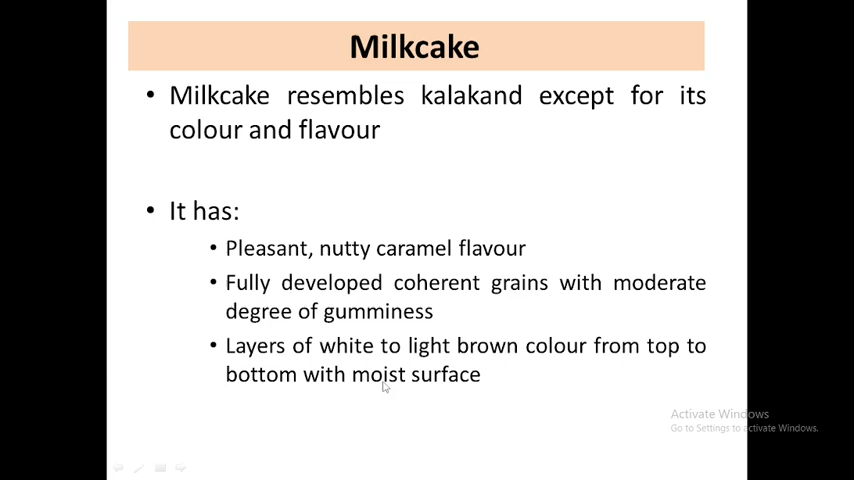 Milkcake
• Milkcake resembles kalakand except for its
colour and flavour
• It has:
• Pleasant, nutty caramel flavour
• Fully developed coherent grains with moderate
degree of gumminess
• Layers of white to light brown colour from top to
bottom with moist surface
Activate Windows
Go to Settings to activate Windows.